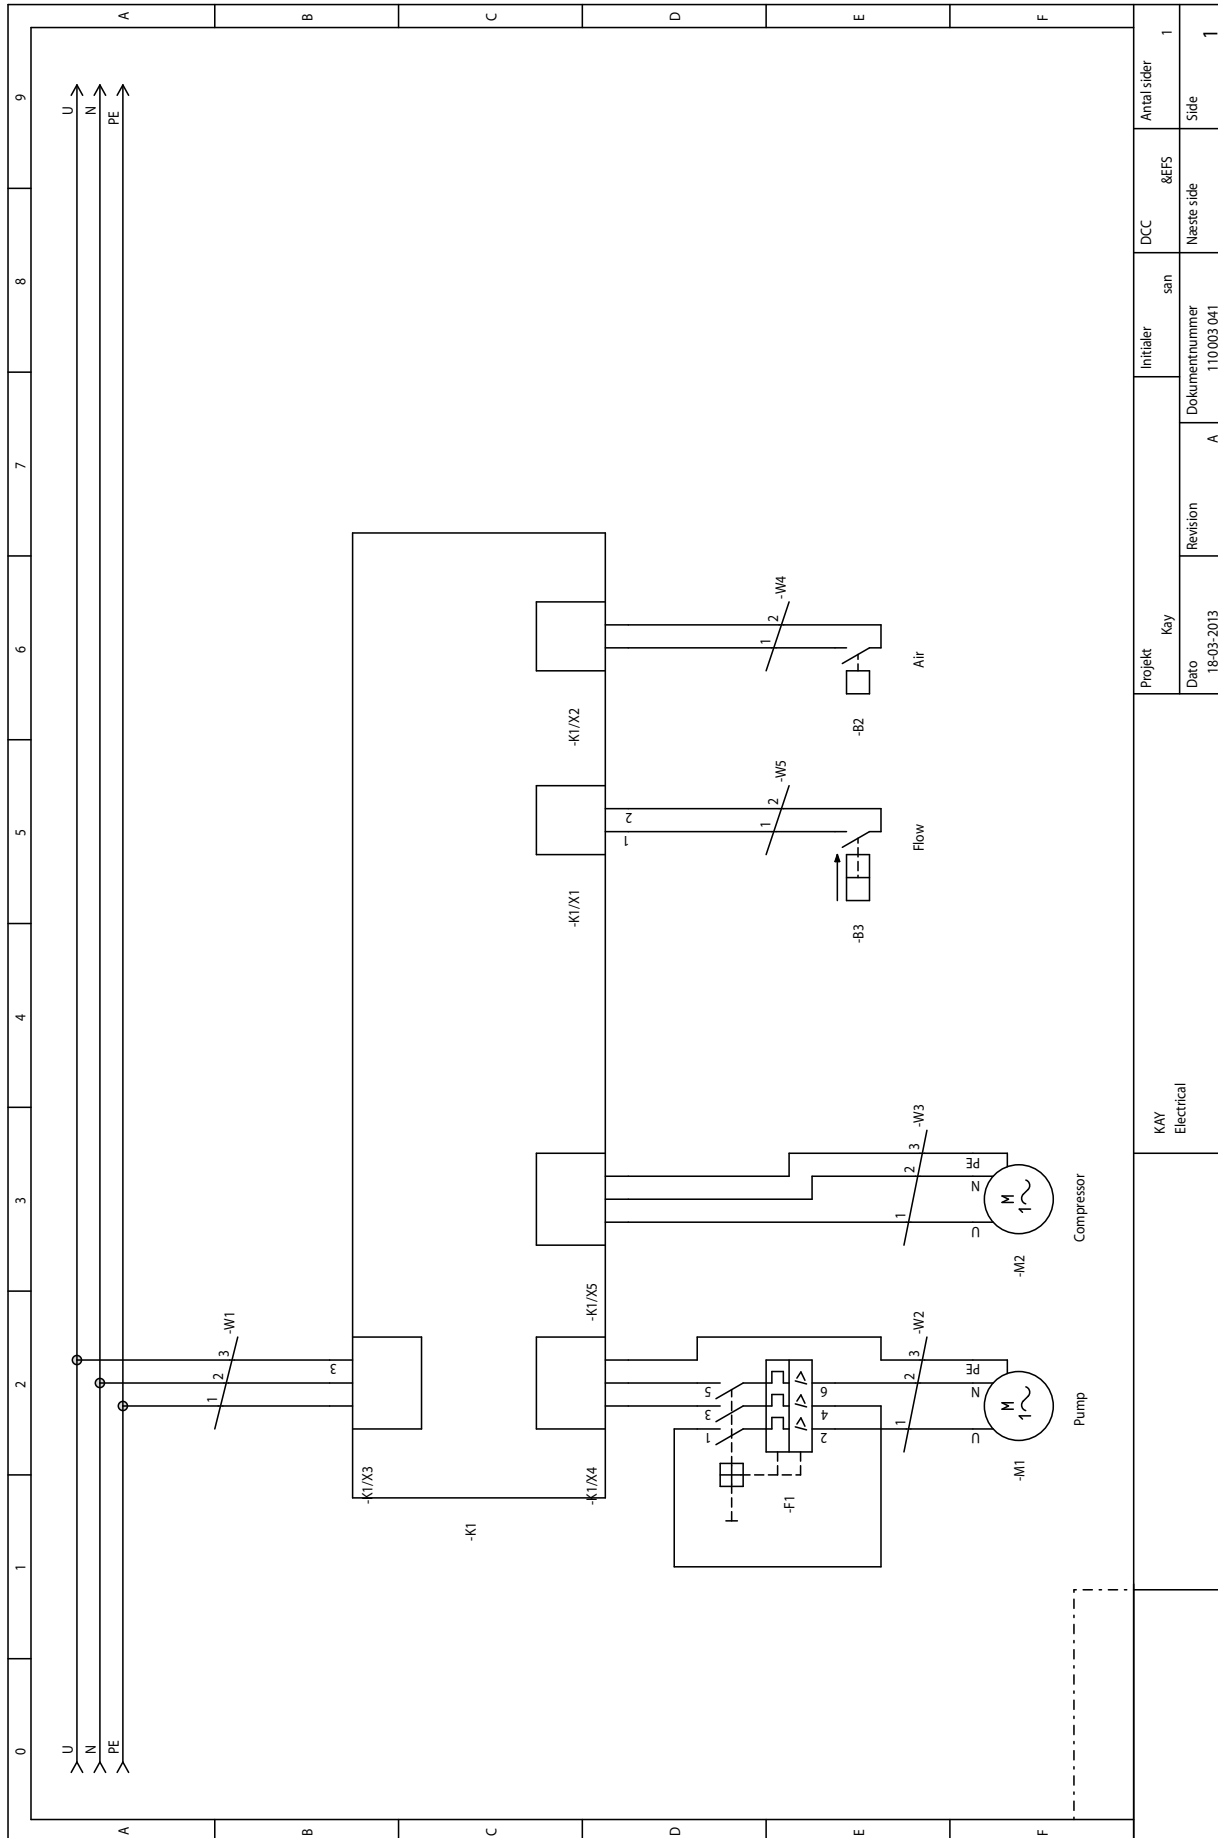 0 1 2 3 4 5 6 7 8 9
A A
B B
C C
D D
E E
F F
U U
N N
PE PE
1 2 3 -W1
3
-K1/X3
-K1
-K1/X4
-K1/X5
-K1/X1
-K1/X2
1 3 5
2 4 6
-F1
1 2
1 2 -W5
1 2 -W4
-B3
-B2
Flow
Air
1 2 3 -W2
1 2 3 -W3
U N PE
U N PE
M
1
M
1
-M1
-M2
Pump
Compressor
KAY
Electrical
Projekt
Kay
Initialer
san
DCC
&EFS
Antal sider
1
Dato
18-03-2013
Revision
A
Dokumentnummer
110 003 041
Næste side
Side
1